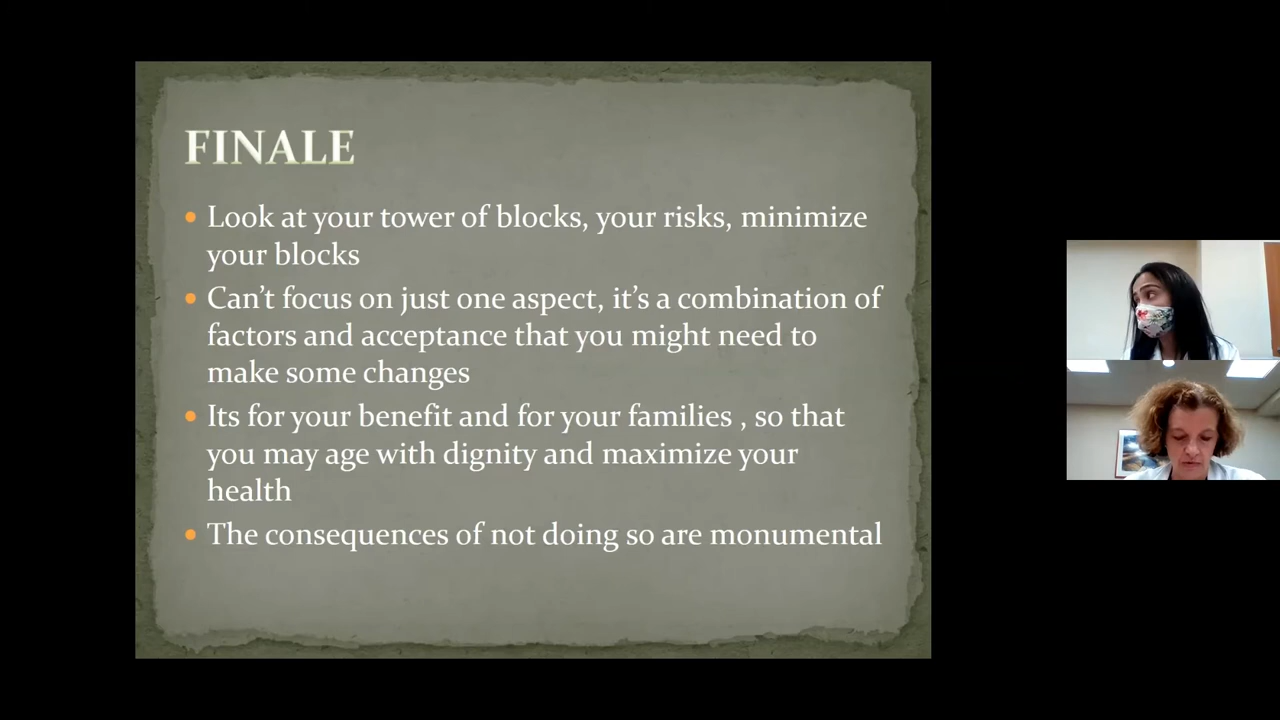 FINALE
Look at your tower of blocks, your risks, minimize
your blocks
Can't focus on just one aspect, it's a combination of
factors and acceptance that you might need to
make some changes
Its for your benefit and for your families , so that
you may age with dignity and maximize your
health
The consequences of not doing so are monumental